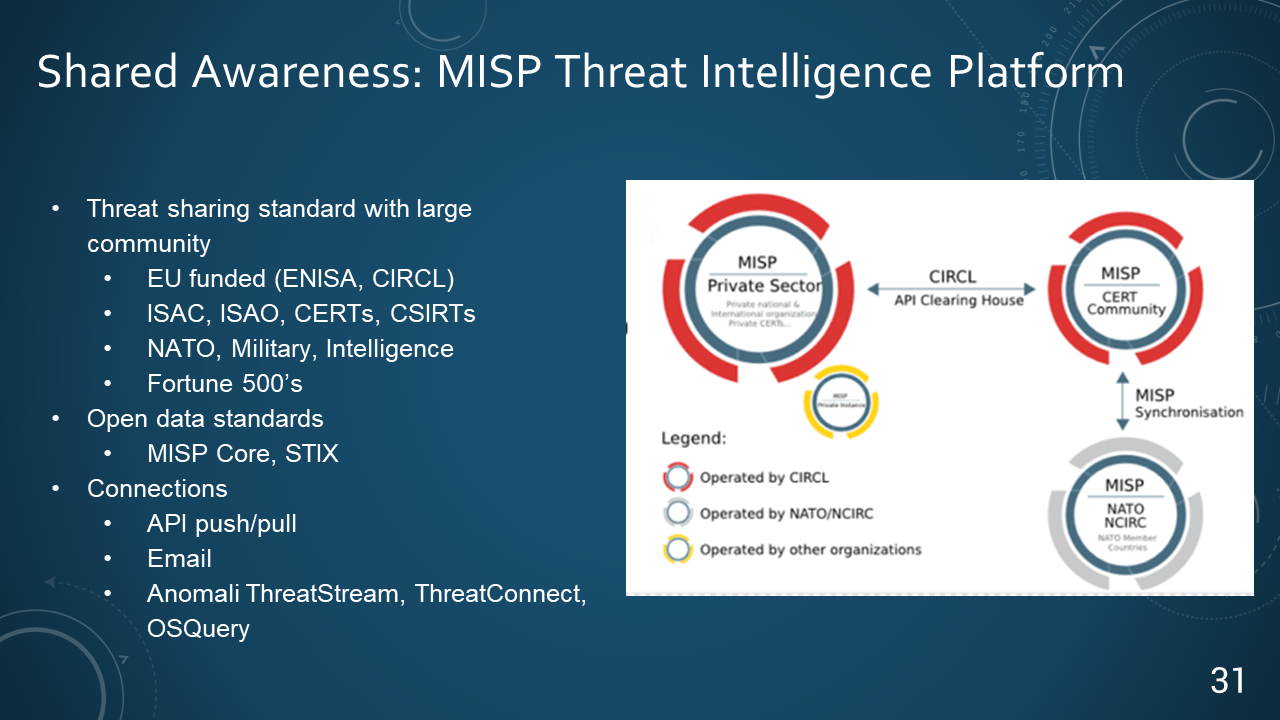 Shared Awareness: MISP Threat Intelligence Platform
• Threat sharing standard with large
community
• EU funded (ENISA, CIRCL)
• ISAC, ISAO, CERTs, CSIRTs
• NATO, Military, Intelligence
• Fortune 500’s
• Open data standards
• MISP Core, STIX
• Connections
• API push/pull
• Email
• Anomali ThreatStream, ThreatConnect,
OSQuery
MISP
Private Sector
Private national &
International organization
Private CERTs...
CIRCL
API Clearing House
MISP
CERT
Community
MISP
Private Instance
MISP
Synchronisation
MISP
NATO
NCIRC
NATO Member
Countries
Legend:
Operated by CIRCL
Operated by NATO/NCIRC
Operated by other organizations
31